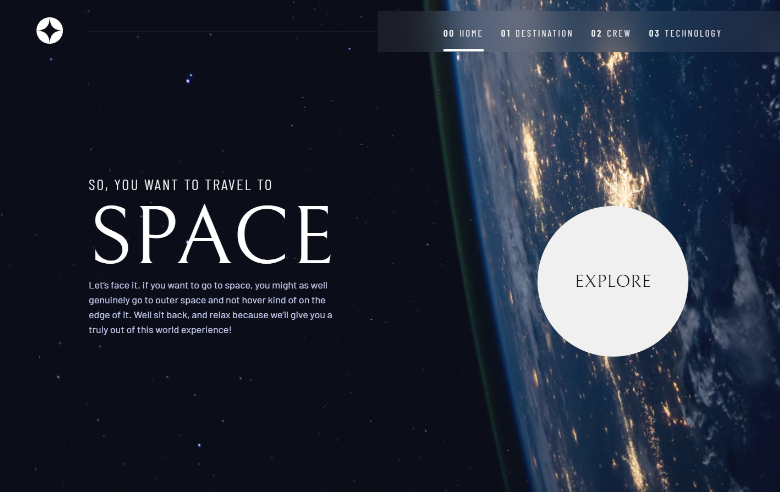 00 HOME 01 DESTINATION 02 CREW 03 TECHNOLOGY
SO, YOU WANT TO TRAVEL TO
SPACE
Let's face it. if you want to go to space, you might as well
genuinely go to outer space and not hover kind of on the
edge of it. Well sit back, and relax because we'll give you a
truly out of this world experience!
EXPLORE